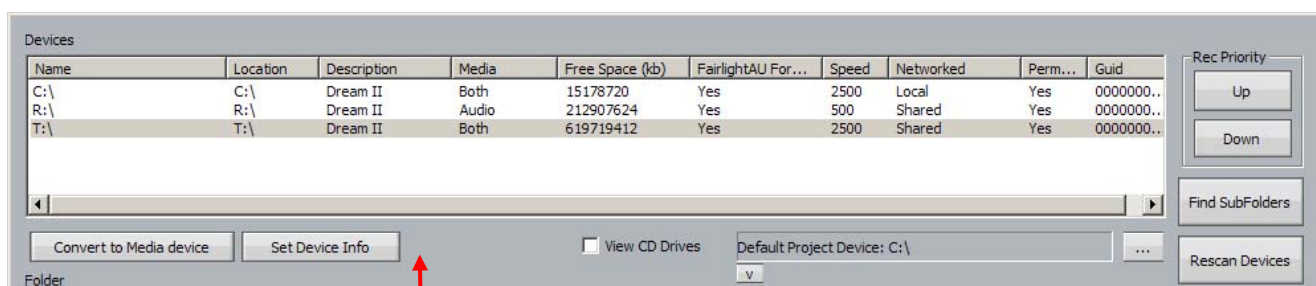 Devices
Name Location Description Media Free Space (kb) FairlightAU For... Speed Networked Perm... Guid
C:\ C:\ Dream II Both 15178720 Yes 2500 Local Yes 0000000..
R:\ R:\ Dream II Audio 212907624 Yes 500 Shared Yes 0000000..
T:\ T:\ Dream II Both 619719412 Yes 2500 Shared Yes 0000000..
Rec Priority
Up
Down
Find SubFolders
Convert to Media device Set Device Info View CD Drives Default Project Device: C:\ ...
v
Rescan Devices
Folder